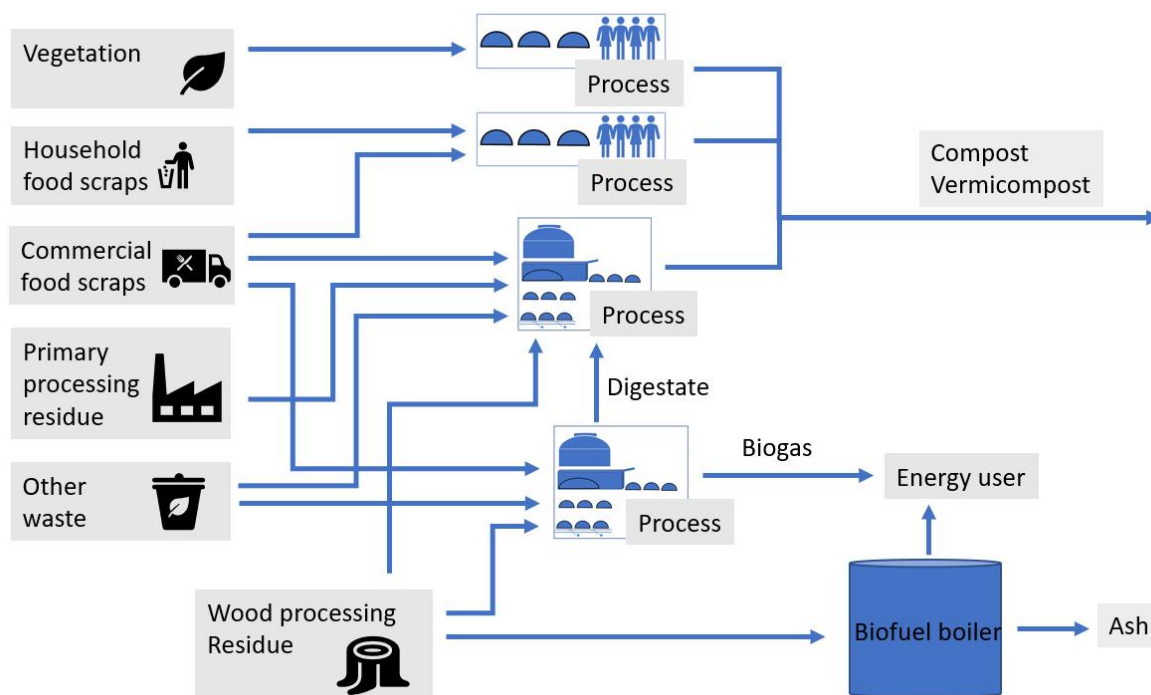 Vegetation
Process
Household
food scraps
Process
Compost
Vermicompost
Commercial
food scraps
Process
Primary
processing
residue
Digestate
Biogas
Other
waste
Energy user
Process
Wood processing
Residue
Biofuel boiler
Ash